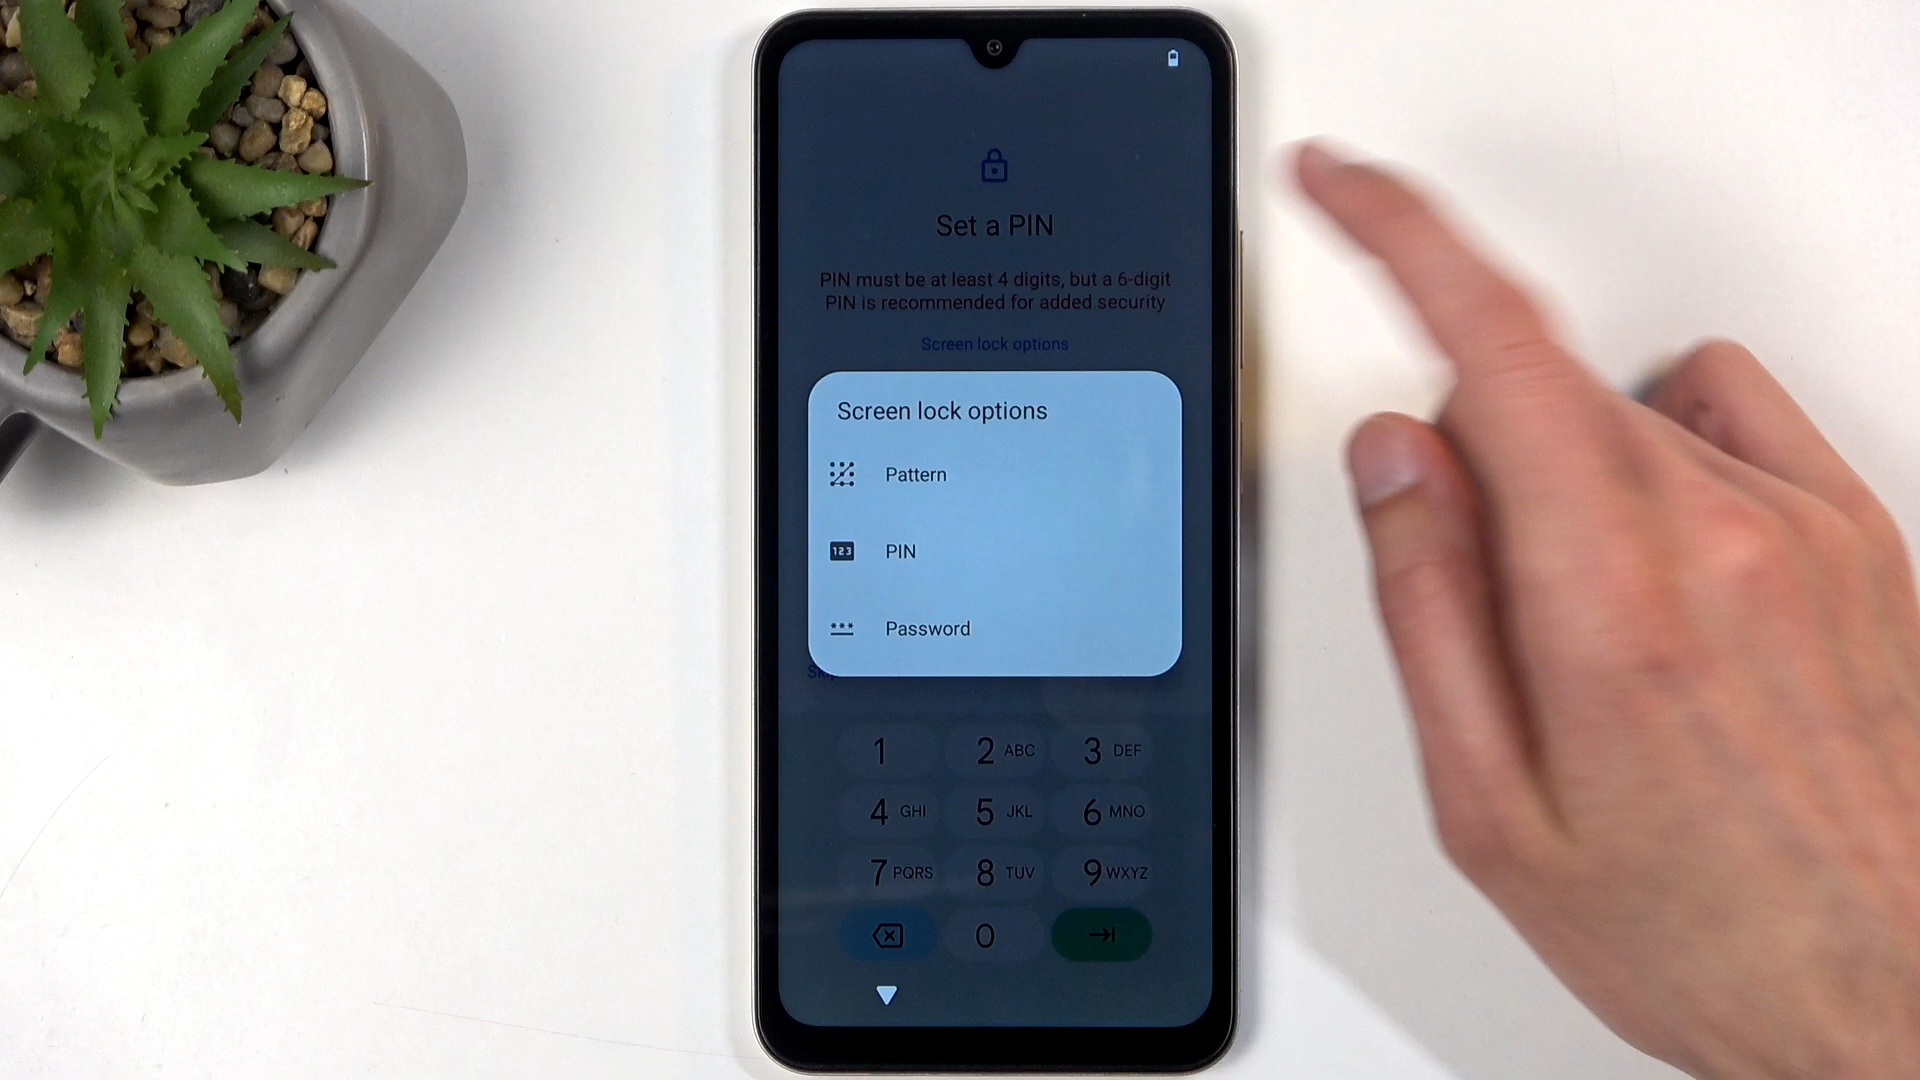 Set a PIN
PIN must be at least 4 digits, but a 6-digit
PIN is recommended for added security
Screen lock options
Screen lock options
Pattern
123 PIN
*** Password
Skip
1 2 ABC 3 DEF
4 GHI 5 JKL 6 MNO
7 PQRS 8 TUV 9 WXYZ
0